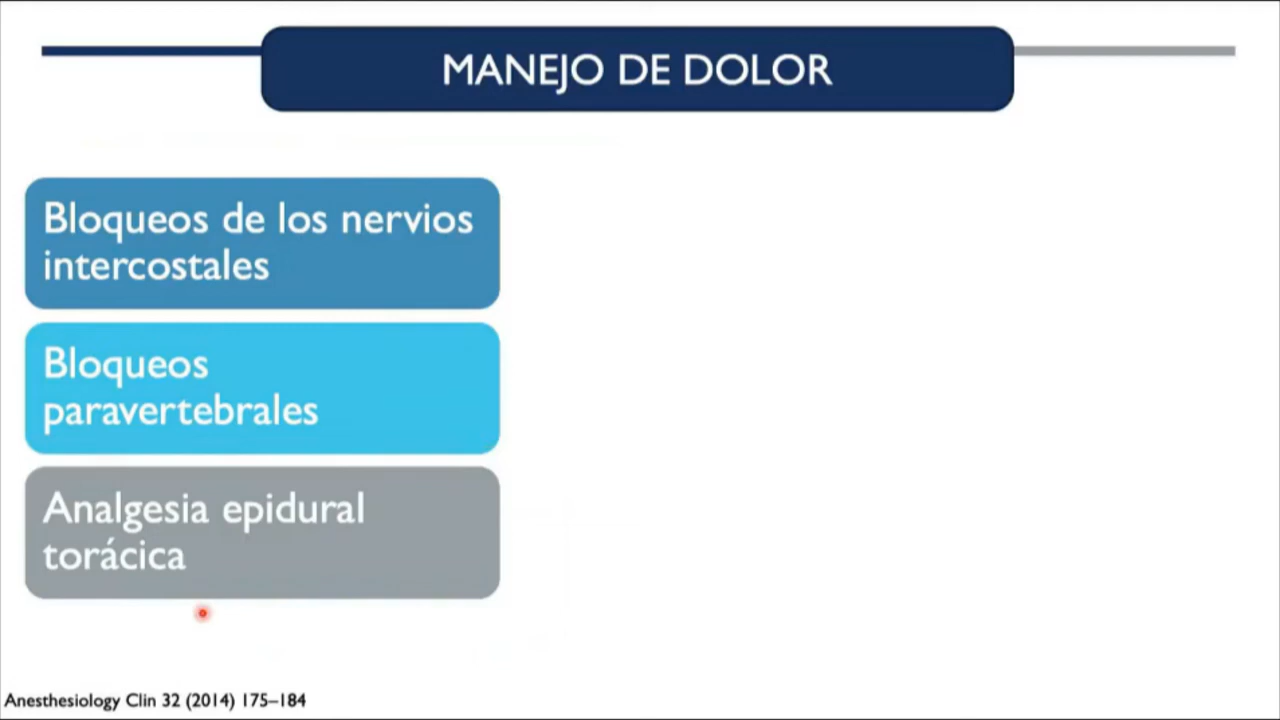 MANEJO DE DOLOR
Bloqueos de los nervios
intercostales
Bloqueos
paravertebrales
Analgesia epidural
torácica
Anesthesiology Clin 32 (2014) 175–184